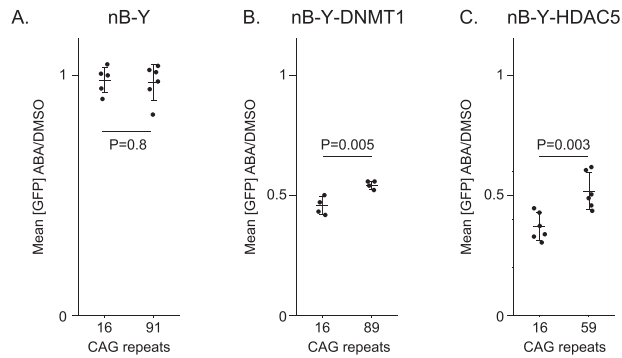 A. nB-Y
Mean [GFP] ABA/DMSO
1
P=0.8
0
16 91
CAG repeats
B. nB-Y-DNMT1
Mean [GFP] ABA/DMSO
1
P=0.005
0.5
0
16 89
CAG repeats
C. nB-Y-HDAC5
Mean [GFP] ABA/DMSO
1
P=0.003
0.5
0
16 59
CAG repeats